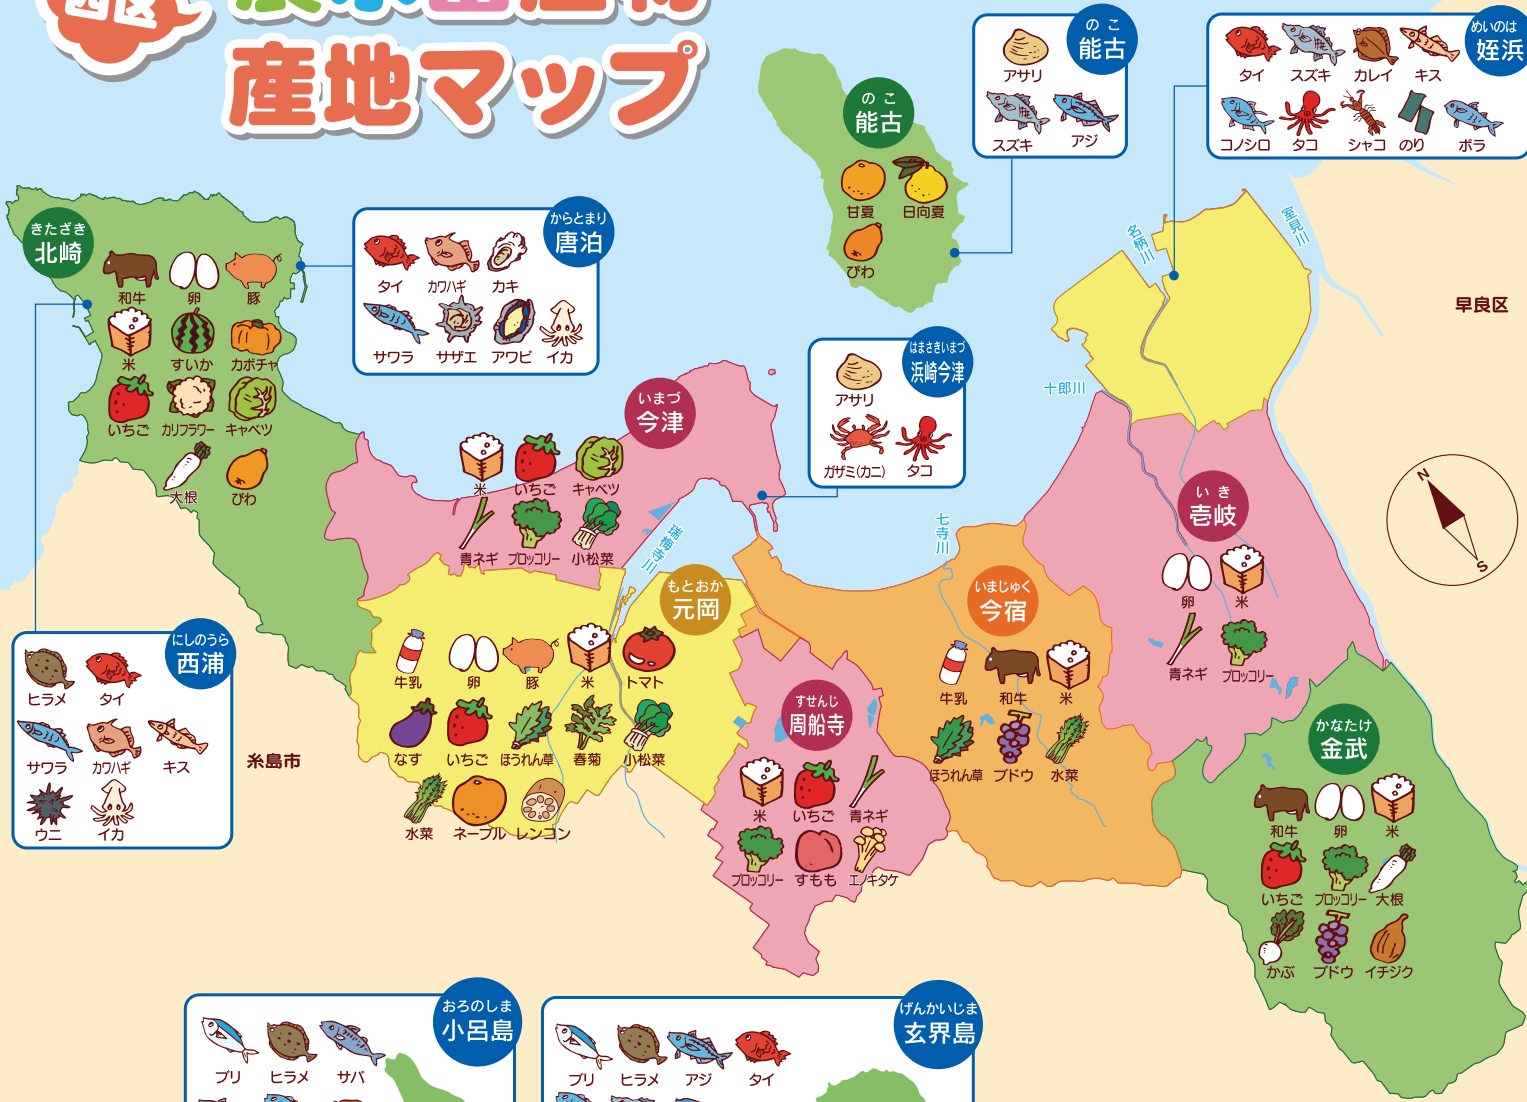 西区
産地マップ
のこ
能古
アサリ
スズキ
アジ
めいのは
姪浜
タイ
スズキ
カレイ
キス
コノシロ
タコ
シャコ
のり
ボラ
のこ
能古
甘夏
日向夏
びわ
きたざき
北崎
和牛
卵
豚
米
すいか
カボチャ
いちご
カリフラワー
キャベツ
大根
びわ
からとまり
唐泊
タイ
カワハギ
カキ
サワラ
サザエ
アワビ
イカ
名柄川
室見川
早良区
十郎川
はまさきいまづ
浜崎今津
アサリ
ガザミ(カニ)
タコ
いまづ
今津
米
いちご
キャベツ
青ネギ
ブロッコリー
小松菜
瑞梅寺川
七寺川
いき
壱岐
卵
米
青ネギ
ブロッコリー
N
S
にしのうら
西浦
ヒラメ
タイ
サワラ
カワハギ
キス
ウニ
イカ
糸島市
もとおか
元岡
牛乳
卵
豚
米
トマト
なす
いちご
ほうれん草
春菊
小松菜
水菜
ネーブル
レンコン
いまじゅく
今宿
牛乳
和牛
米
ほうれん草
ブドウ
水菜
すせんじ
周船寺
米
いちご
青ネギ
ブロッコリー
すもも
エノキタケ
かなたけ
金武
和牛
卵
米
いちご
ブロッコリー
大根
かぶ
ブドウ
イチジク
おろのしま
小呂島
ブリ
ヒラメ
サバ
げんかいじま
玄界島
ブリ
ヒラメ
アジ
タイ